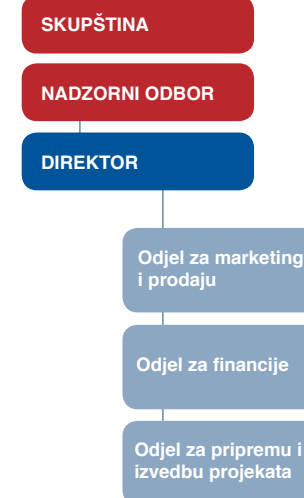 SKUPŠTINA
NADZORNI ODBOR
DIREKTOR
Odjel za marketing
i prodaju
Odjel za financije
Odjel za pripremu i
izvedbu projekata